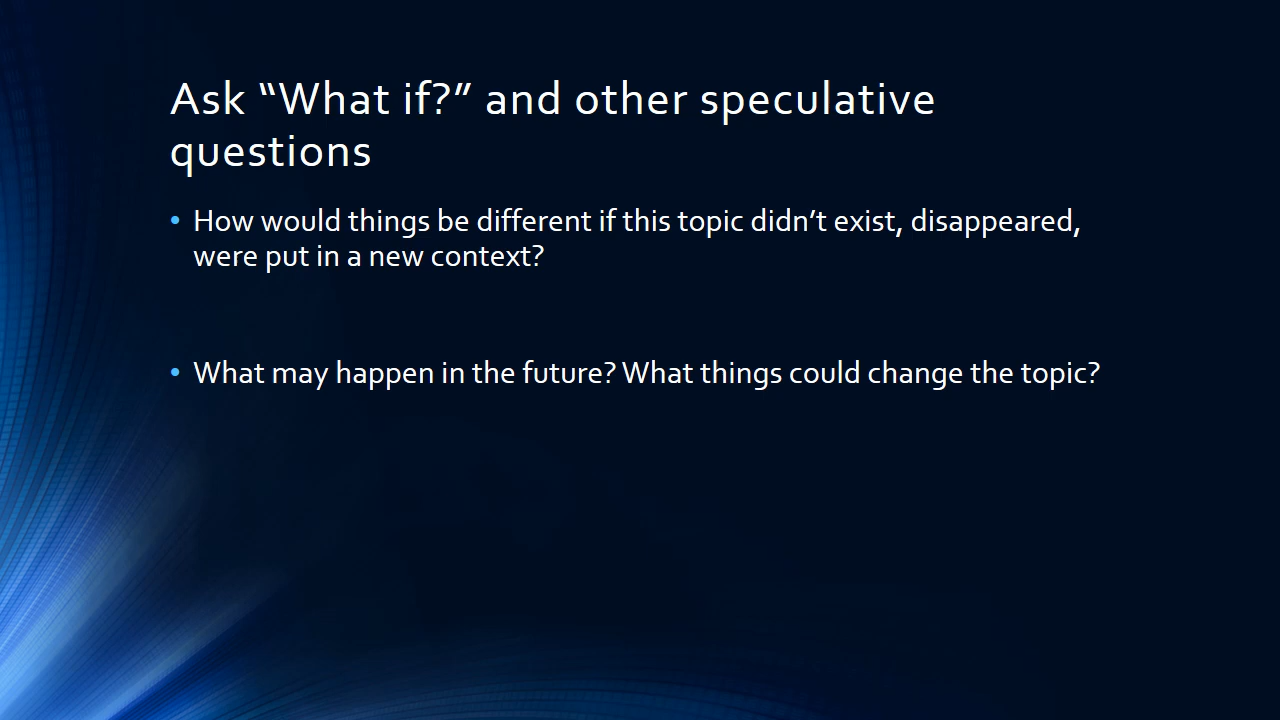 Ask “What if?” and other speculative
questions
• How would things be different if this topic didn’t exist, disappeared,
were put in a new context?
• What may happen in the future? What things could change the topic?